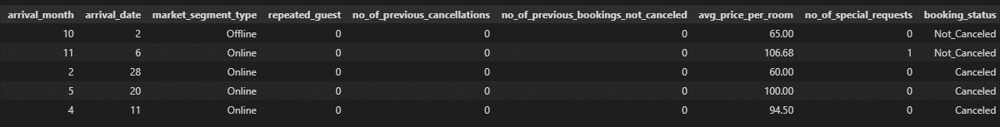 arrival_month arrival_date market_segment_type repeated_guest no_of_previous_cancellations no_of_previous_bookings_not_canceled avg_price_per_room no_of_special_requests booking_status
10 2 Offline 0 0 0 65.00 0 Not_Canceled
11 6 Online 0 0 0 106.68 1 Not_Canceled
2 28 Online 0 0 0 60.00 0 Canceled
5 20 Online 0 0 0 100.00 0 Canceled
4 11 Online 0 0 0 94.50 0 Canceled